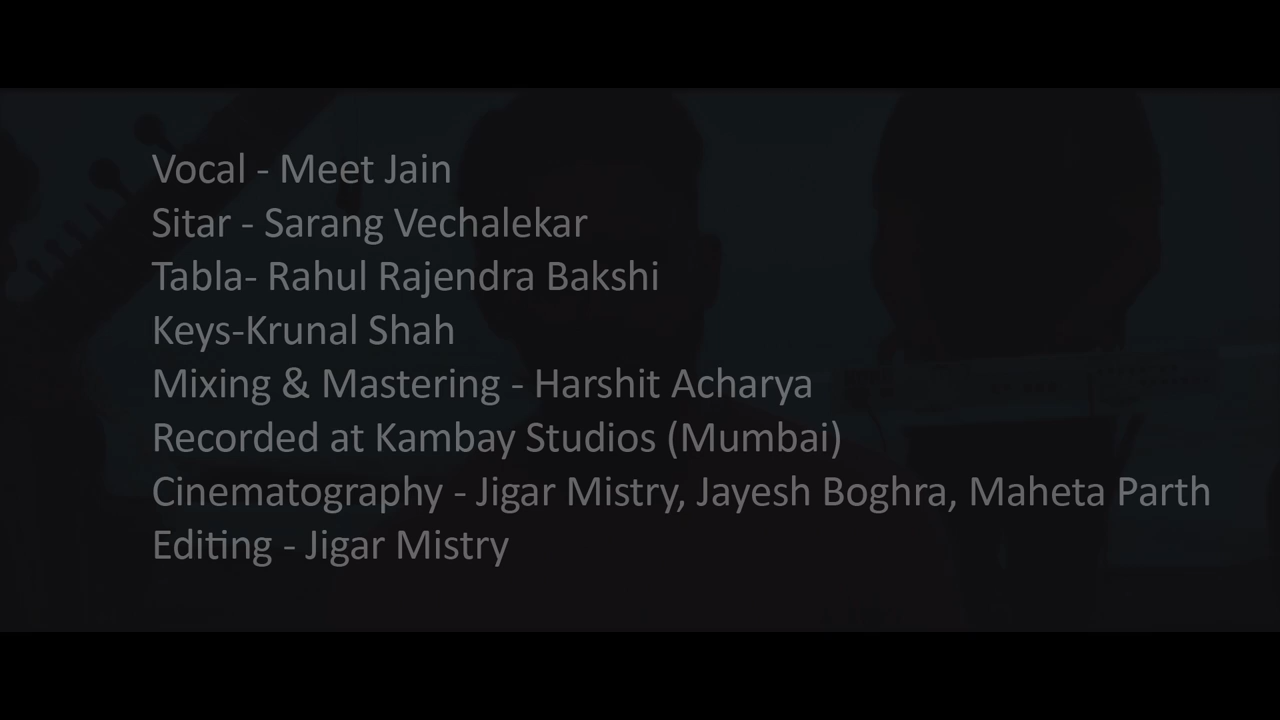 Vocal - Meet Jain
Sitar - Sarang Vechalekar
Tabla- Rahul Rajendra Bakshi
Keys-Krunal Shah
Mixing & Mastering - Harshit Acharya
Recorded at Kambay Studios (Mumbai)
Cinematography - Jigar Mistry, Jayesh Boghra, Maheta Parth
Editing - Jigar Mistry